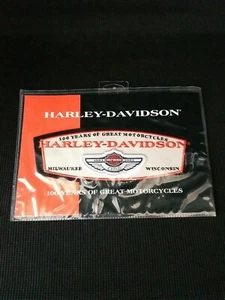 HARLEY-DAVIDSON®
100 YEARS OF GREAT MOTORCYCLES
HARLEY-DAVIDSON
MILWAUKEE WISCONSIN
100 YEARS OF GREAT MOTORCYCLES